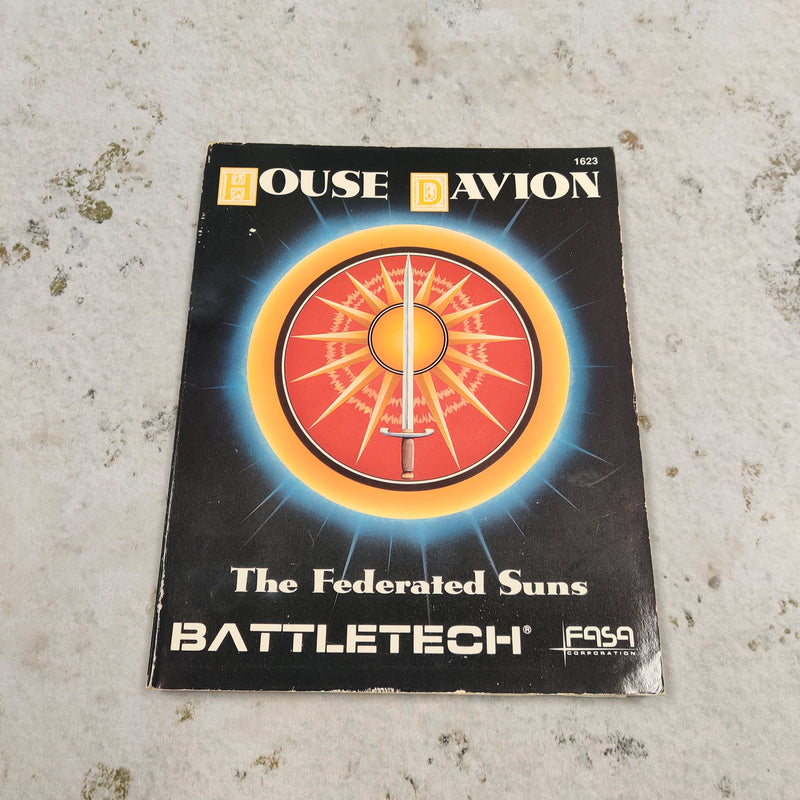 1623
HOUSE DAVION
The Federated Suns
BATTLETECH®
FASA
CORPORATION